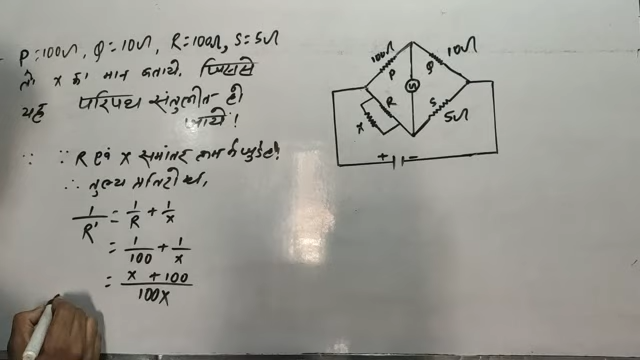 P=100Ω, Q=10Ω, R=100Ω, S=5Ω
तो x का मान बताये, जिससे
यह परिपथ संतुलीत हो
जाये!
∵ ∵ R एवं X समांतर क्रम में जुड़े है!
∴ तुल्य प्रतिरोध,
1/R' = 1/R + 1/x
= 1/100 + 1/x
= x + 100/100x
100Ω
P
10Ω
Q
G
R
X
S
5Ω
+ -